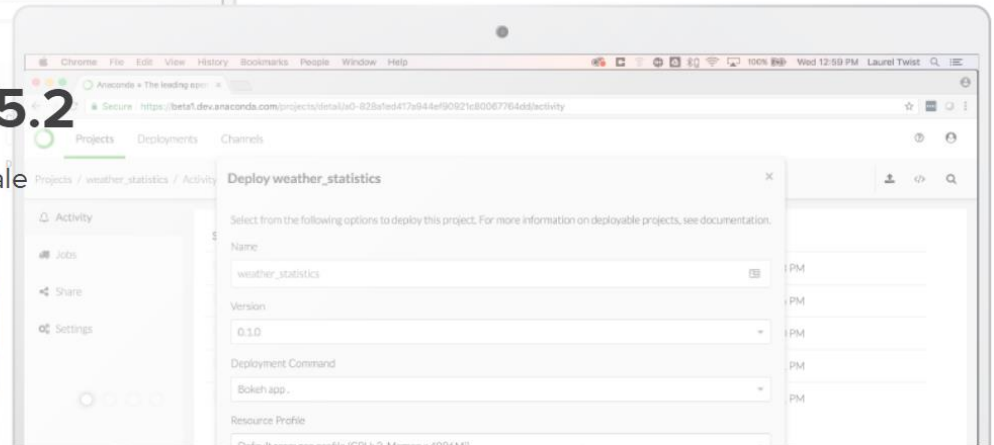 5.2
ale
Chrome File Edit View History Bookmarks People Window Help 100% Wed 12:59 PM Laurel Twist
Anaconda • The leading open
Secure https://beta1.dev.anaconda.com/projects/detail/
Projects Deployments Channels
Projects / weather_statistics / Activity
Deploy weather_statistics
Activity
Select from the following options to deploy this project. For more information on deployable projects, see documentation.
Name
Jobs
weather_statistics
PM
Share
PM
Version
Settings
0.1.0
PM
Deployment Command
PM
Bokeh app .
PM
Resource Profile